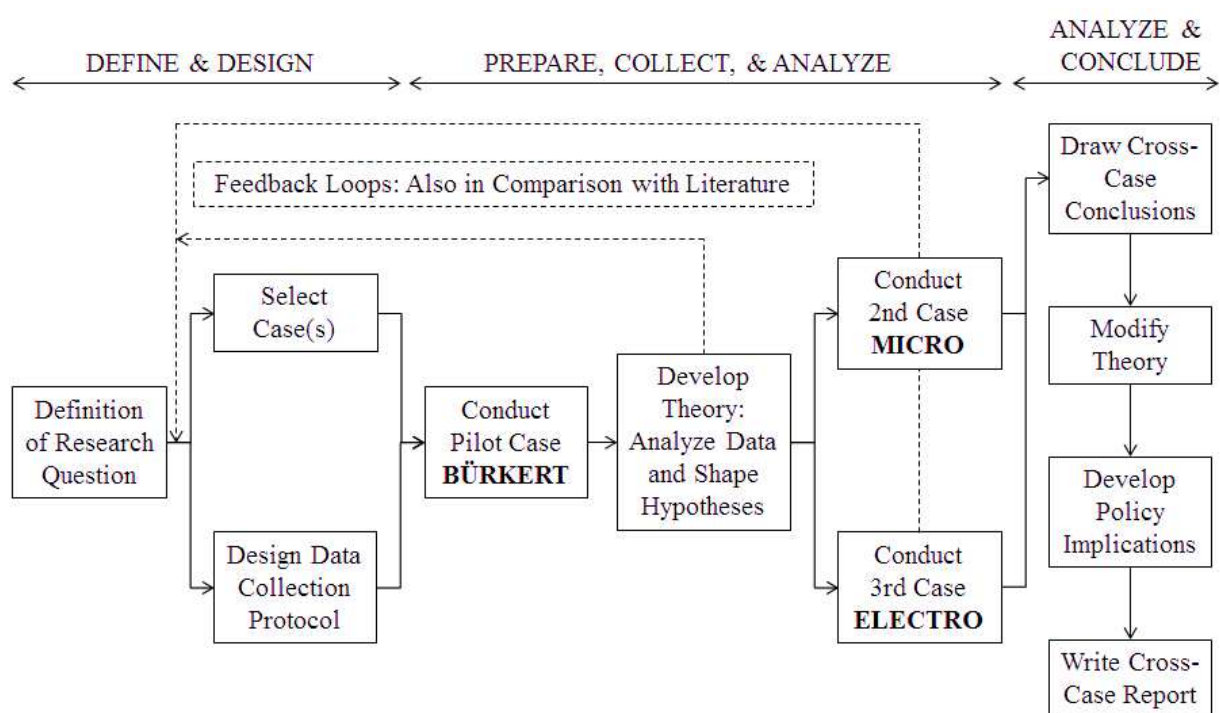 DEFINE & DESIGN
PREPARE, COLLECT, & ANALYZE
ANALYZE &
CONCLUDE
Feedback Loops: Also in Comparison with Literature
Definition
of Research
Question
Select
Case(s)
Design Data
Collection
Protocol
Conduct
Pilot Case
BÜRKERT
Develop
Theory:
Analyze Data
and Shape
Hypotheses
Conduct
2nd Case
MICRO
Conduct
3rd Case
ELECTRO
Draw Cross-
Case
Conclusions
Modify
Theory
Develop
Policy
Implications
Write Cross-
Case Report